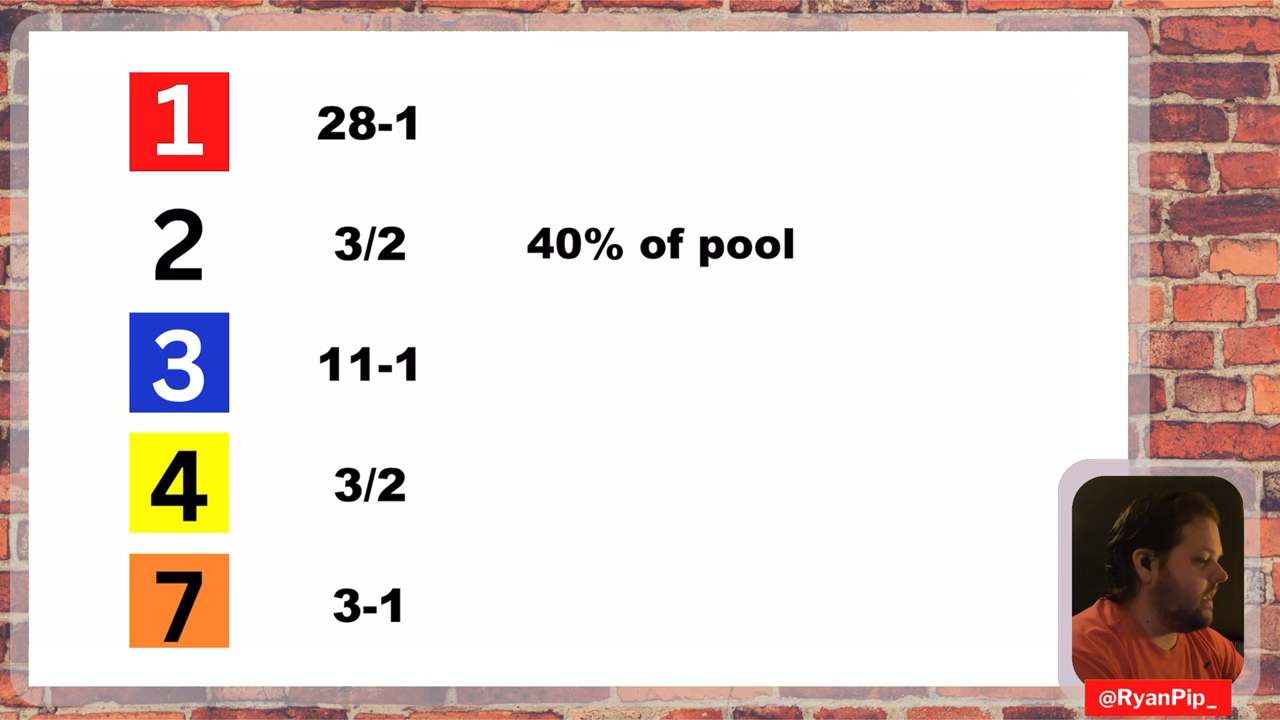 1 28-1
2 3/2 40% of pool
3 11-1
4 3/2
7 3-1
@RyanPip_